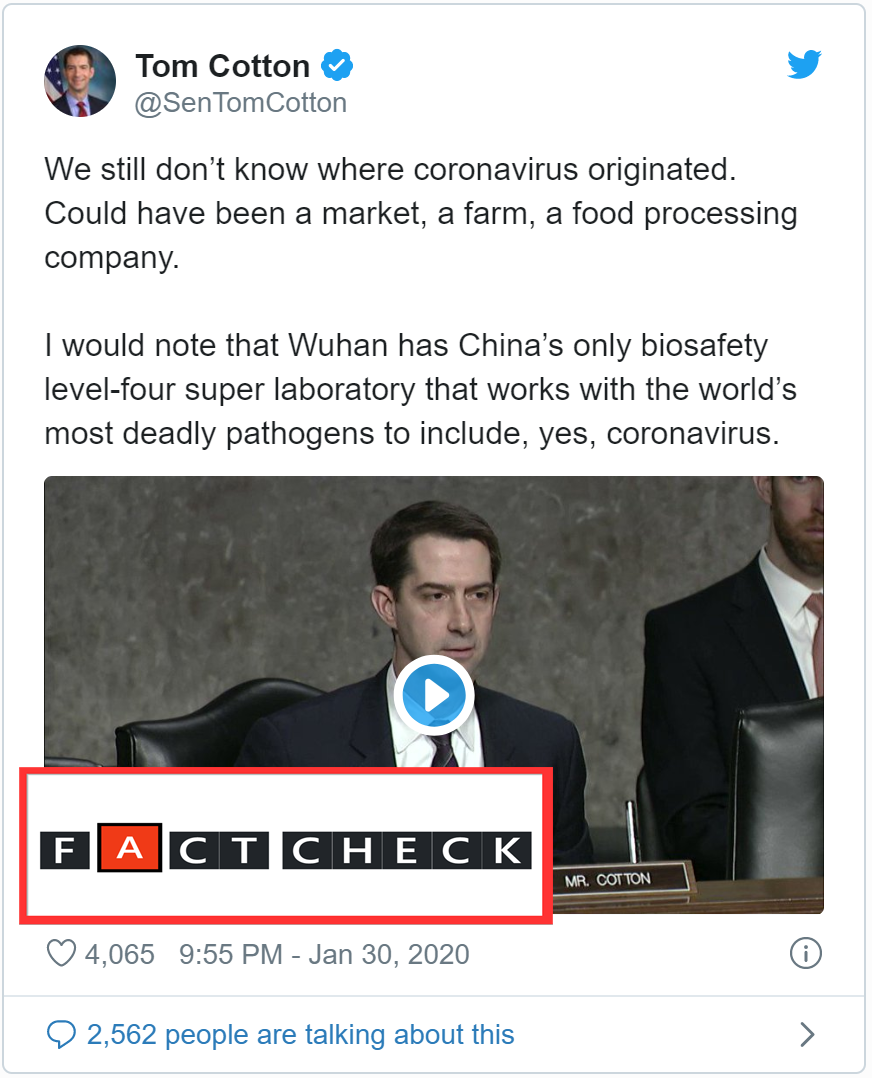 Tom Cotton
@SenTomCotton
We still don’t know where coronavirus originated.
Could have been a market, a farm, a food processing
company.
I would note that Wuhan has China’s only biosafety
level-four super laboratory that works with the world’s
most deadly pathogens to include, yes, coronavirus.
FACT CHECK
MR. COTTON
4,065 9:55 PM - Jan 30, 2020
2,562 people are talking about this